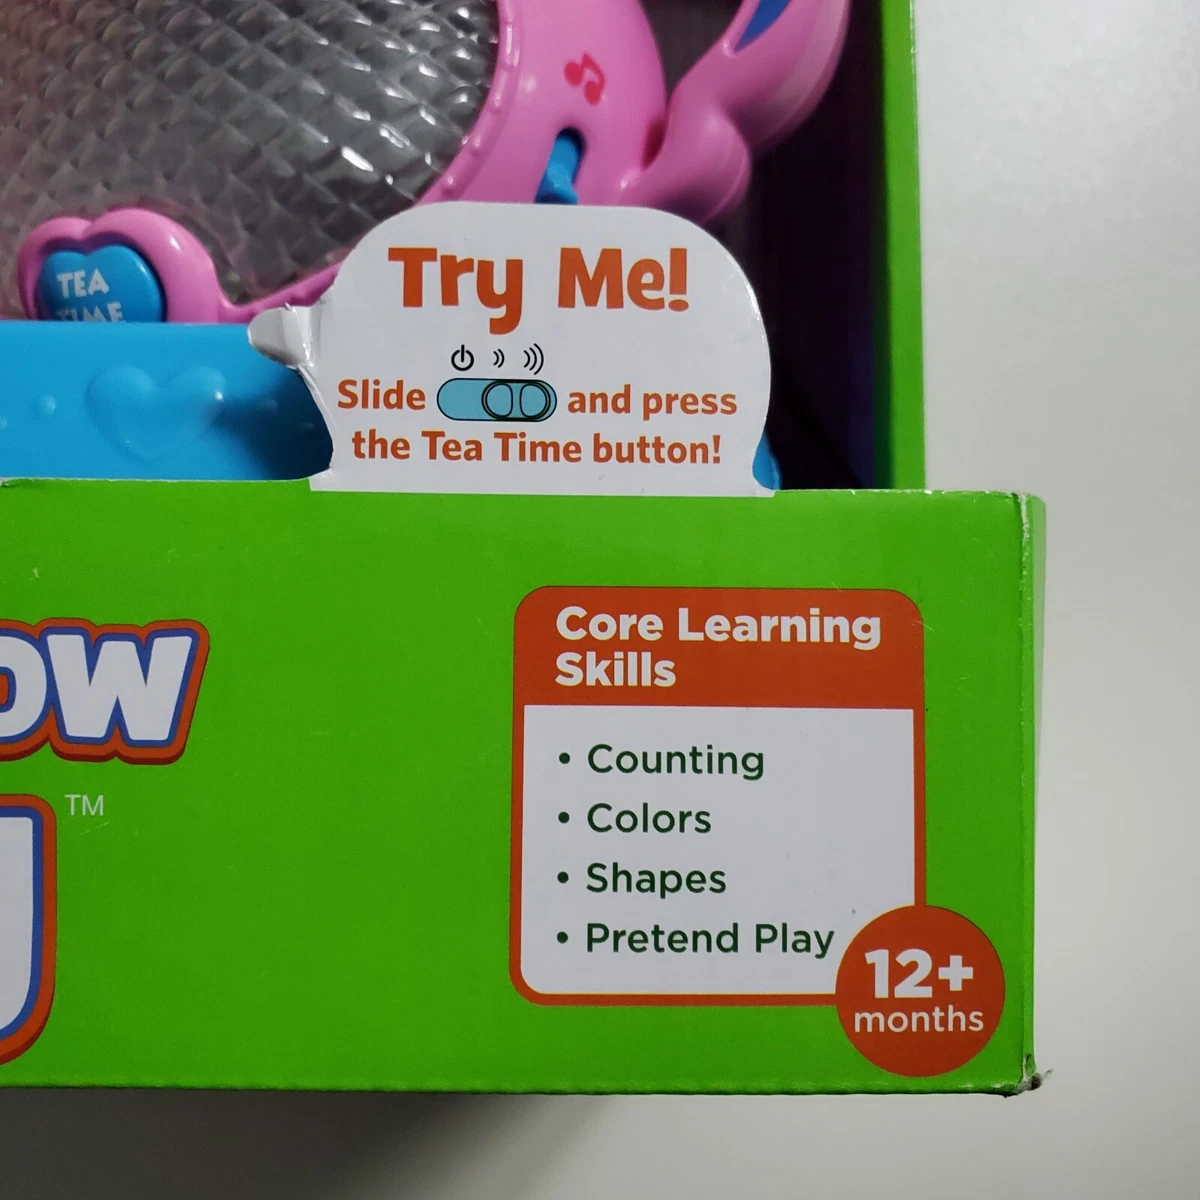 TEA
TIME
Try Me!
Slide and press
the Tea Time button!
OW
TM
Core Learning
Skills
• Counting
• Colors
• Shapes
• Pretend Play
12+
months